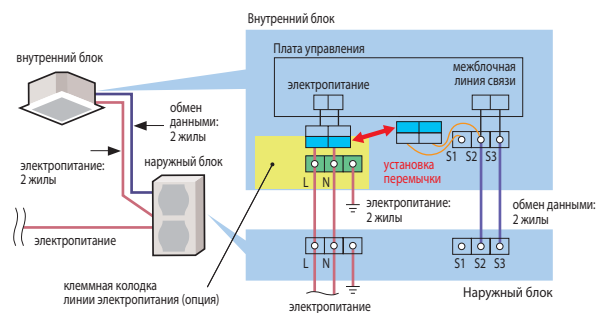 Внутренний блок
Плата управления
внутренний блок
электропитание
межблочная
линия связи
обмен
данными:
2 жилы
S1 S2 S3
электропитание:
2 жилы
наружный блок
L N
установка
перемычки
электропитание:
2 жилы
обмен данными:
2 жилы
электропитание
L N
S1 S2 S3
клеммная колодка
линии электропитания (опция)
Наружный блок
электропитание